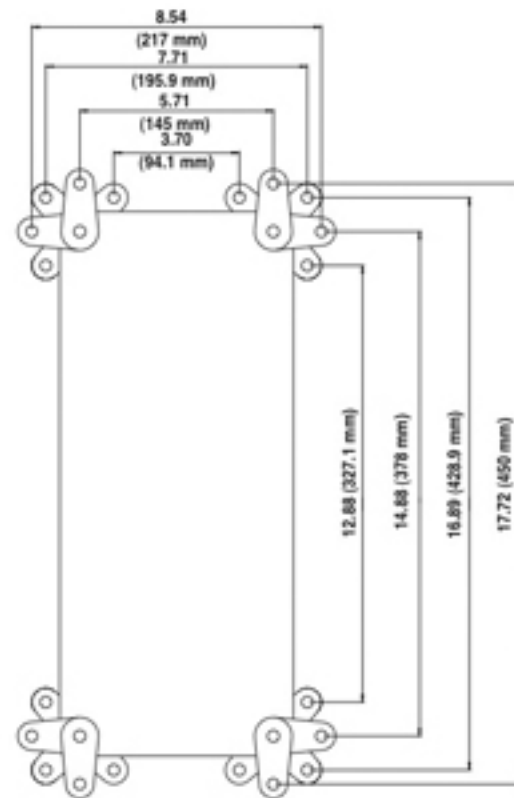 8.54
(217 mm)
7.71
(195.9 mm)
5.71
(145 mm)
3.70
(94.1 mm)
12.88 (327.1 mm)
14.88 (378 mm)
16.89 (428.9 mm)
17.72 (450 mm)